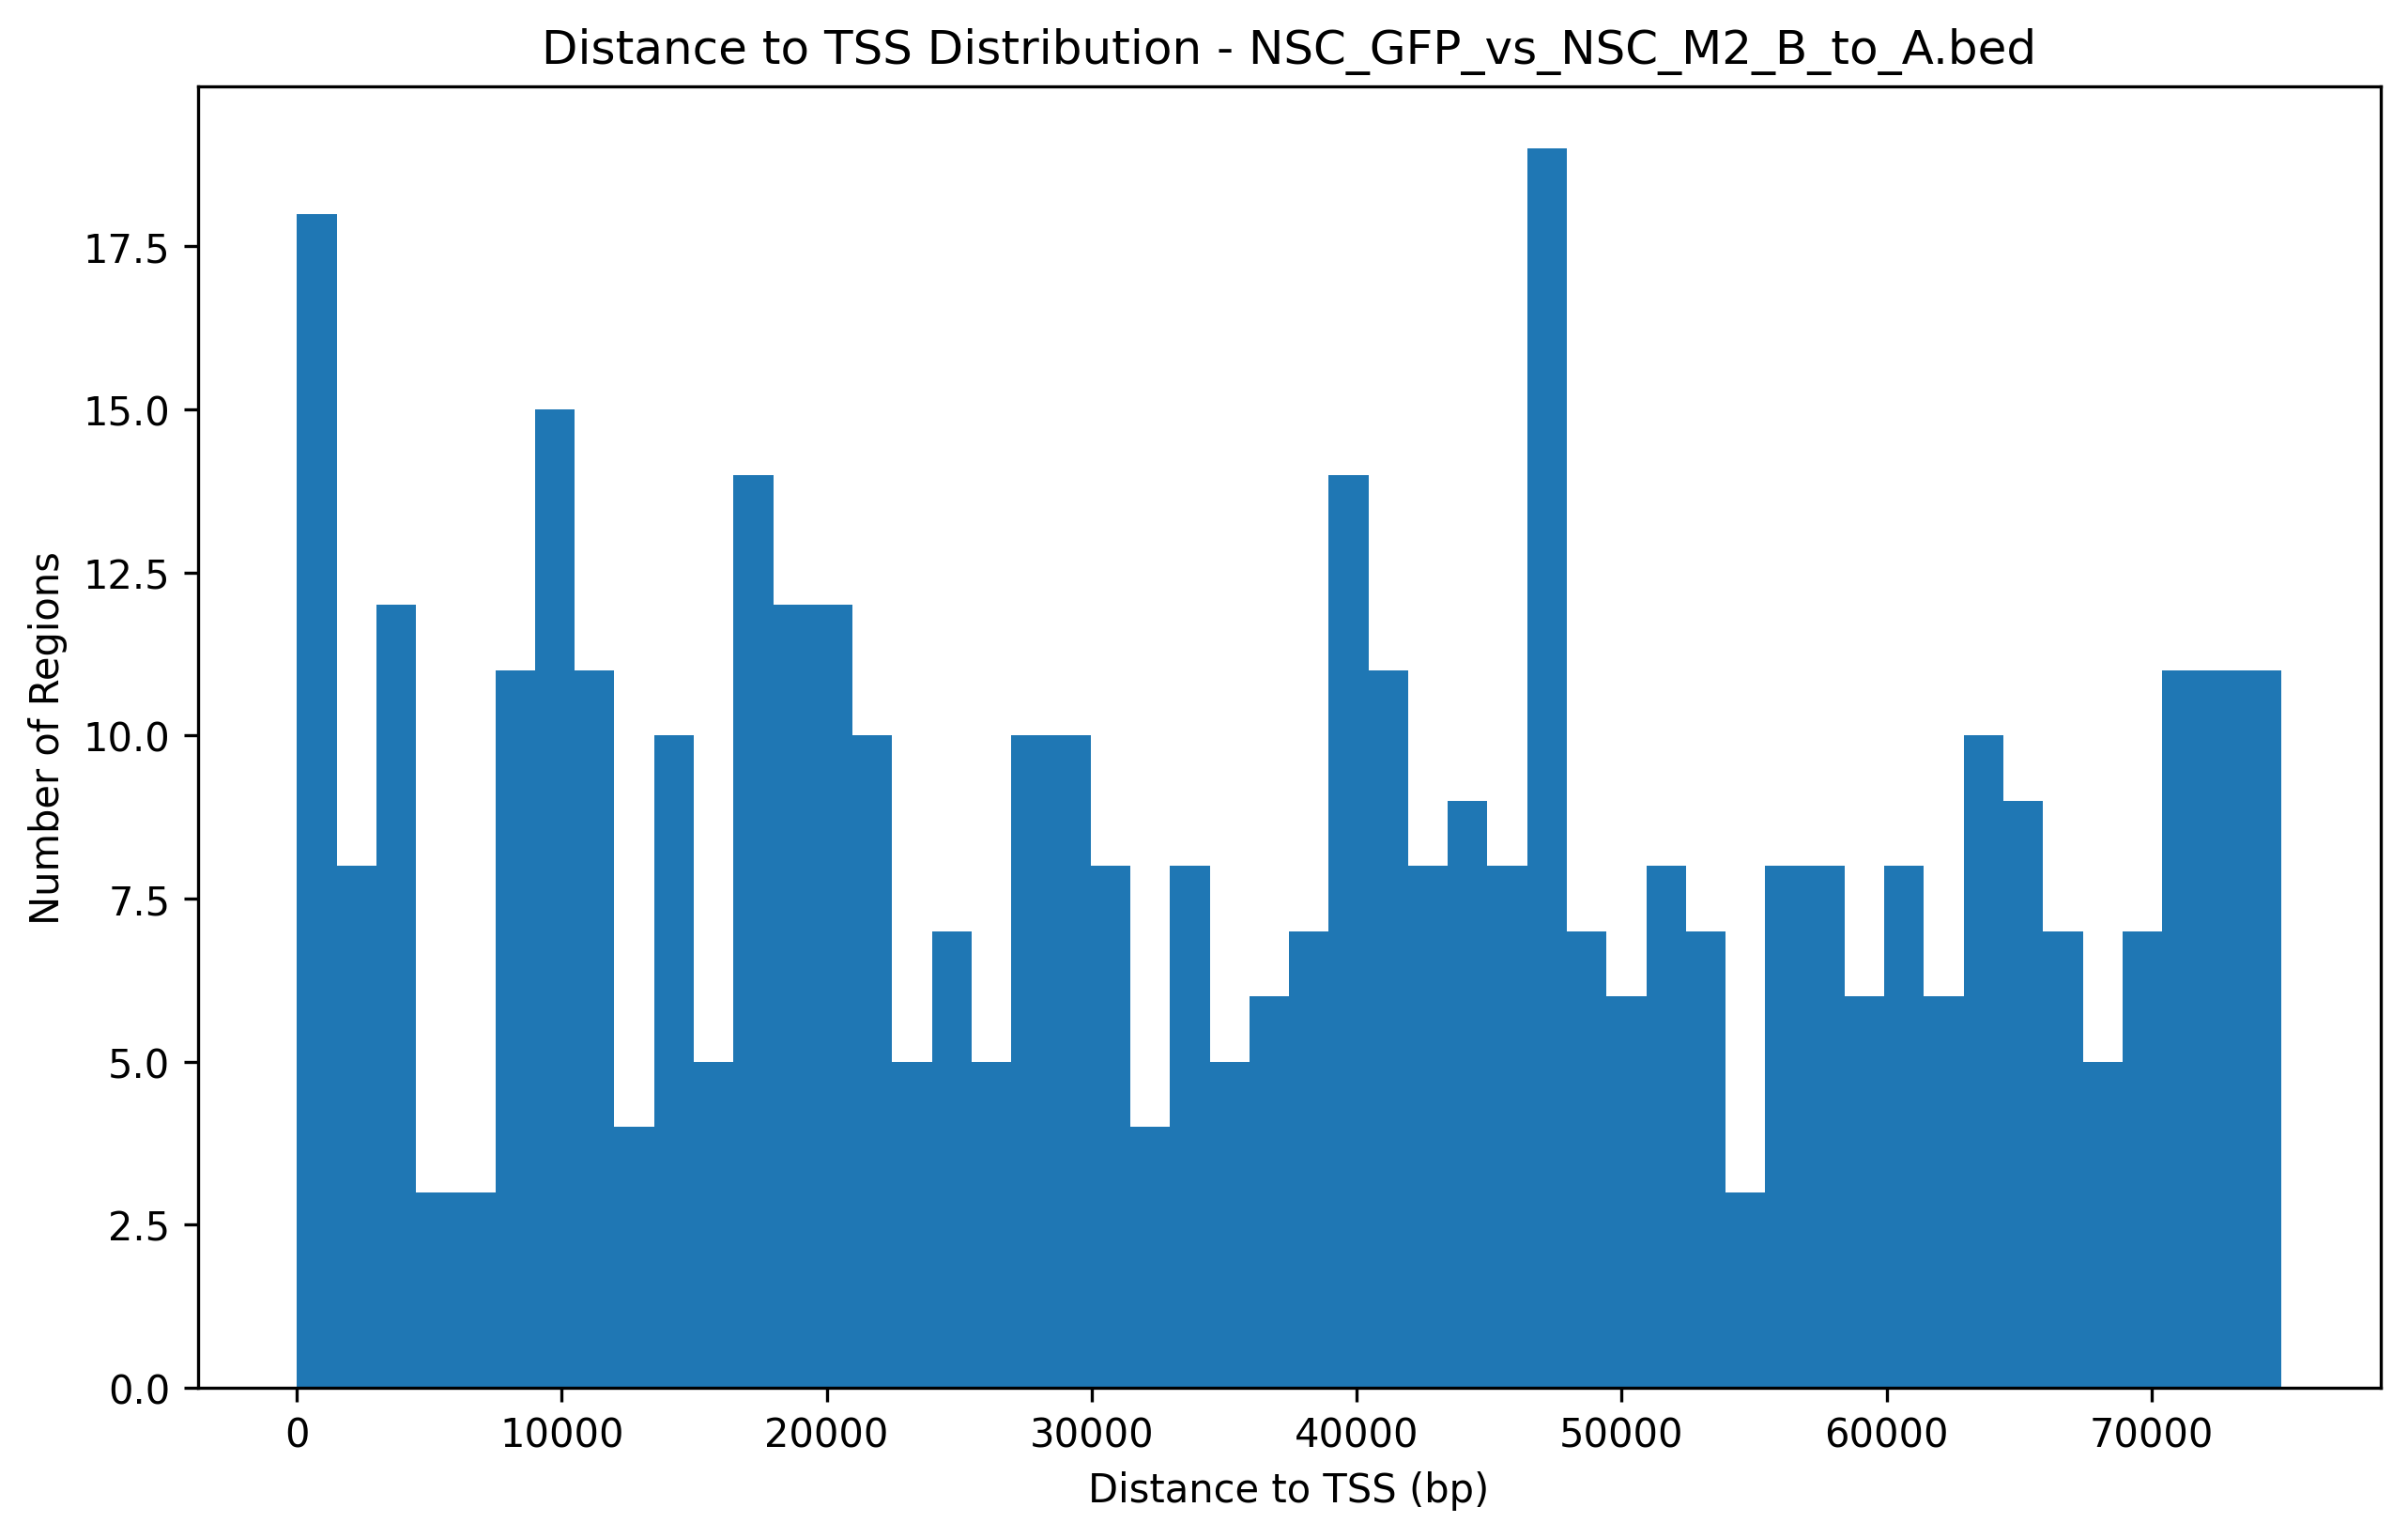 Distance to TSS Distribution - NSC_GFP_vs_NSC_M2_B_to_A.bed
Number of Regions
17.5
15.0
12.5
10.0
7.5
5.0
2.5
0.0
0 10000 20000 30000 40000 50000 60000 70000
Distance to TSS (bp)